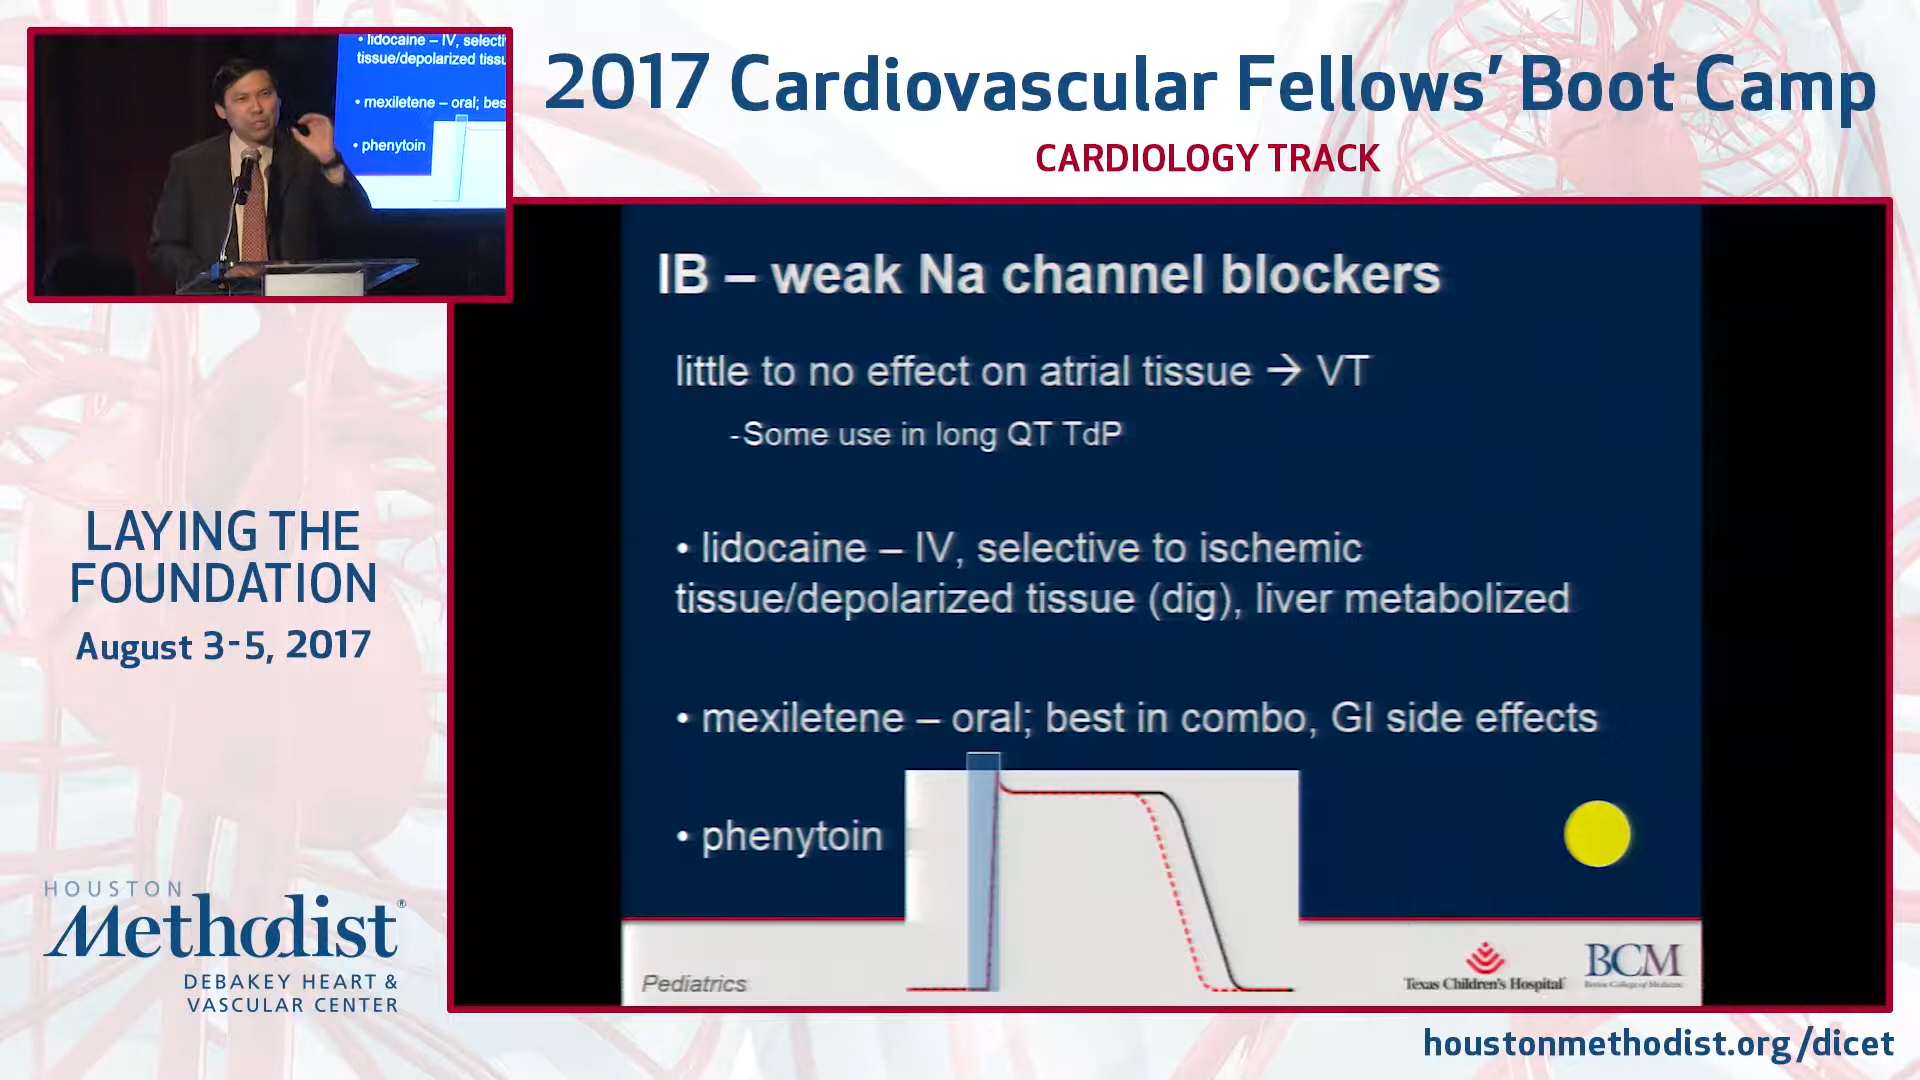 • lidocaine – IV, selecti
tissue/depolarized tissu
• mexiletene – oral; bes
• phenytoin
2017 Cardiovascular Fellows' Boot Camp
CARDIOLOGY TRACK
IB – weak Na channel blockers
little to no effect on atrial tissue → VT
-Some use in long QT TdP
• lidocaine – IV, selective to ischemic
tissue/depolarized tissue (dig), liver metabolized
• mexiletene – oral; best in combo, GI side effects
• phenytoin
Pediatrics
Texas Children's Hospital
BCM
Baylor College of Medicine
LAYING THE
FOUNDATION
August 3-5, 2017
HOUSTON
Methodist®
DEBAKEY HEART &
VASCULAR CENTER
houstonmethodist.org/dicet